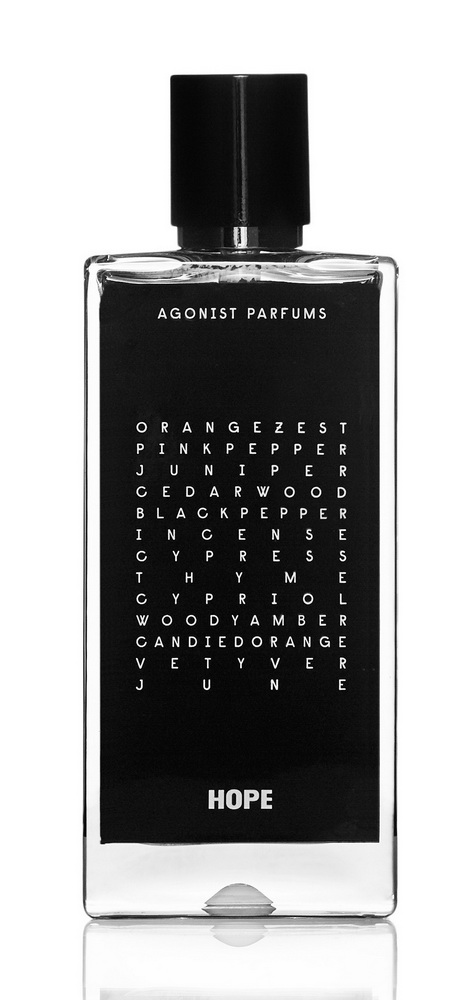 AGONIST PARFUMS
ORANGEZEST
PINKPEPPER
JUNIPER
CEDARWOOD
BLACKPEPPER
INCENSE
CYPRESS
THYME
CYPRIOL
WOODYAMBER
CANDIEDORANGE
VETYVER
JUNE
HOPE